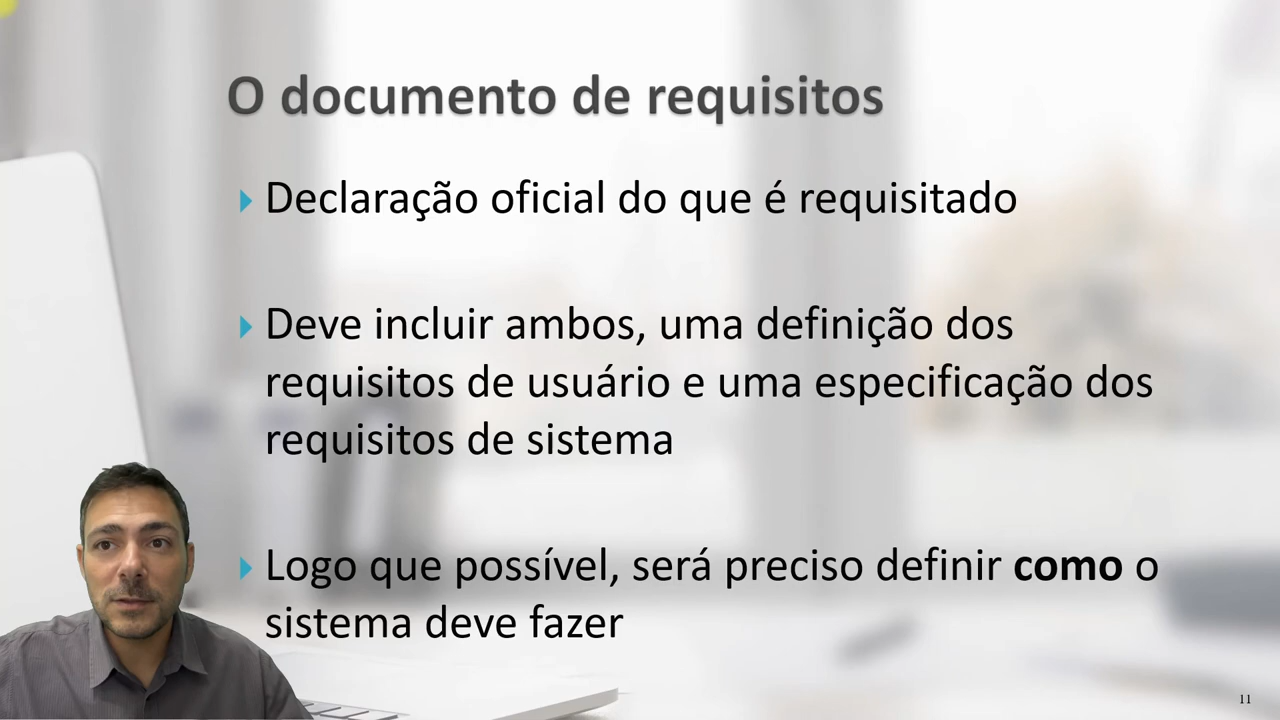 O documento de requisitos
Declaração oficial do que é requisitado
Deve incluir ambos, uma definição dos
requisitos de usuário e uma especificação dos
requisitos de sistema
Logo que possível, será preciso definir como o
sistema deve fazer
11